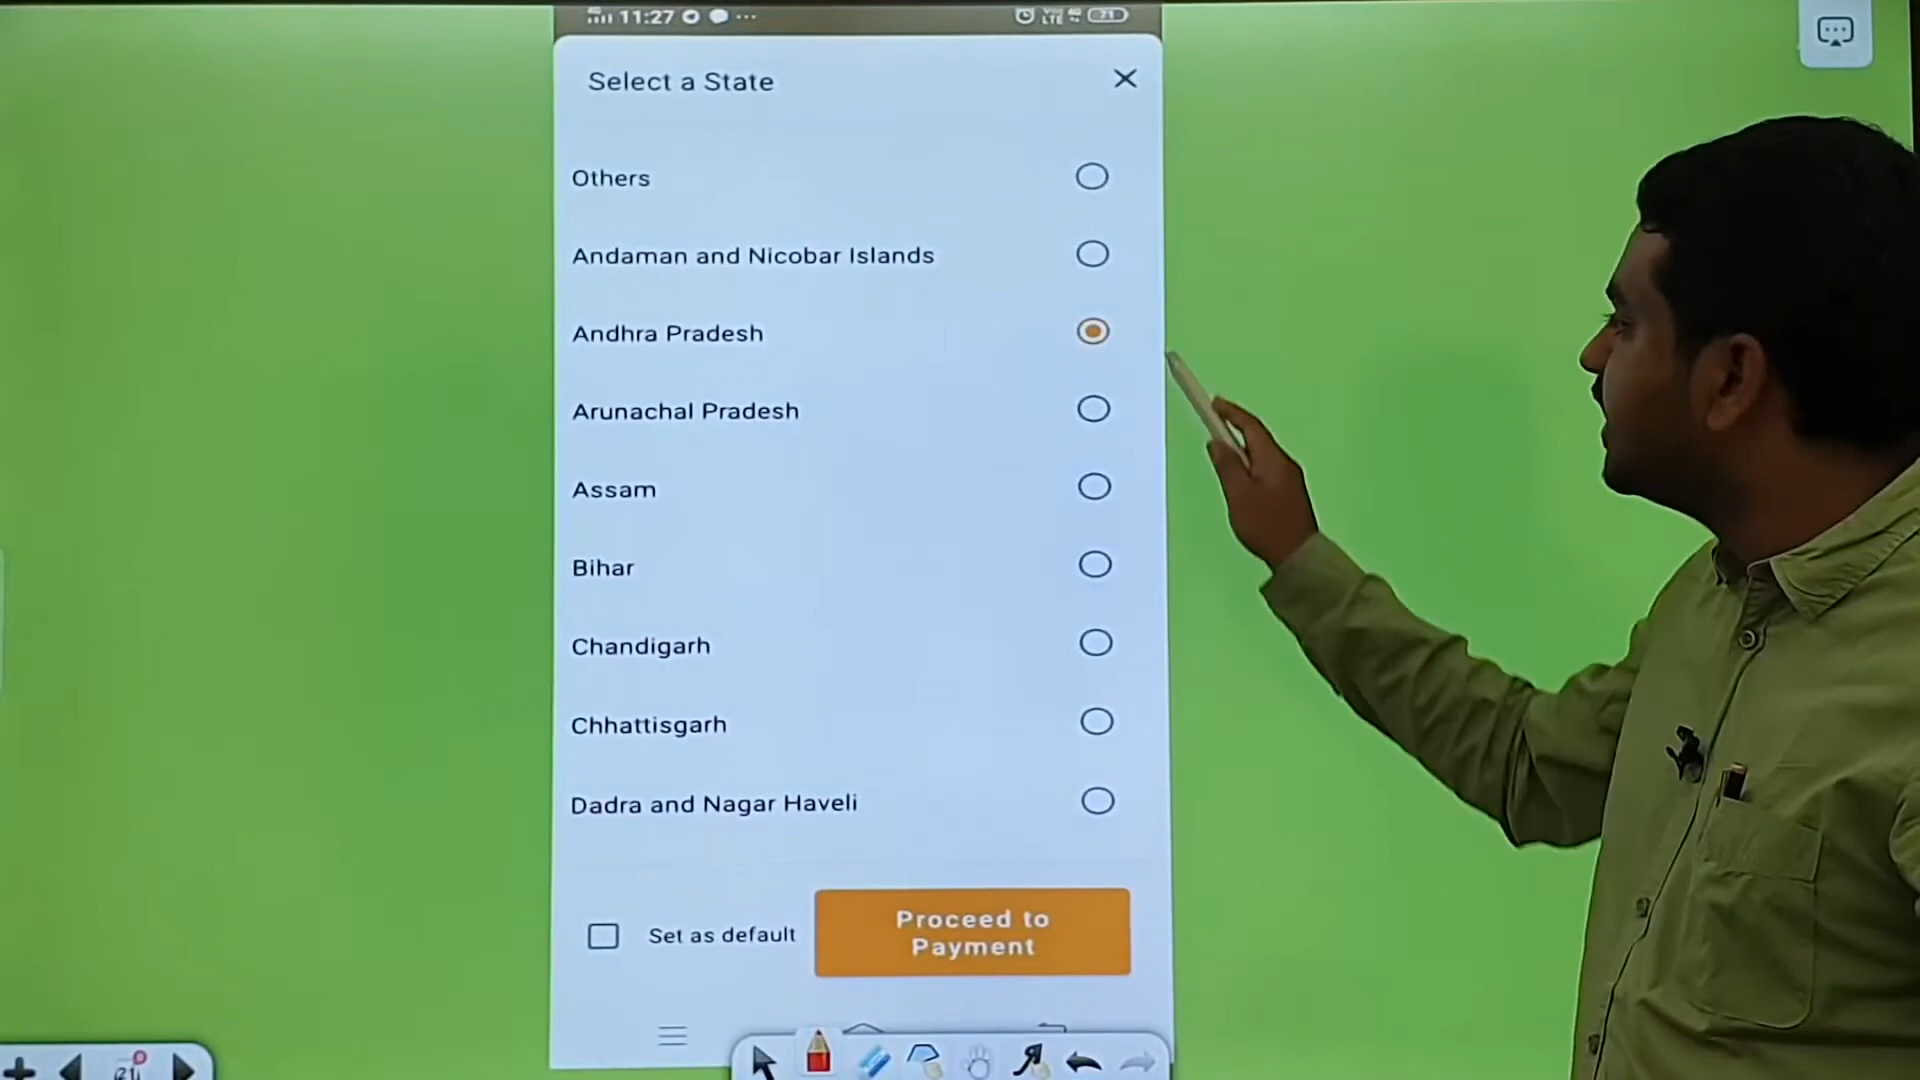 11:27
71
Select a State
Others
Andaman and Nicobar Islands
Andhra Pradesh
Arunachal Pradesh
Assam
Bihar
Chandigarh
Chhattisgarh
Dadra and Nagar Haveli
Set as default
Proceed to
Payment